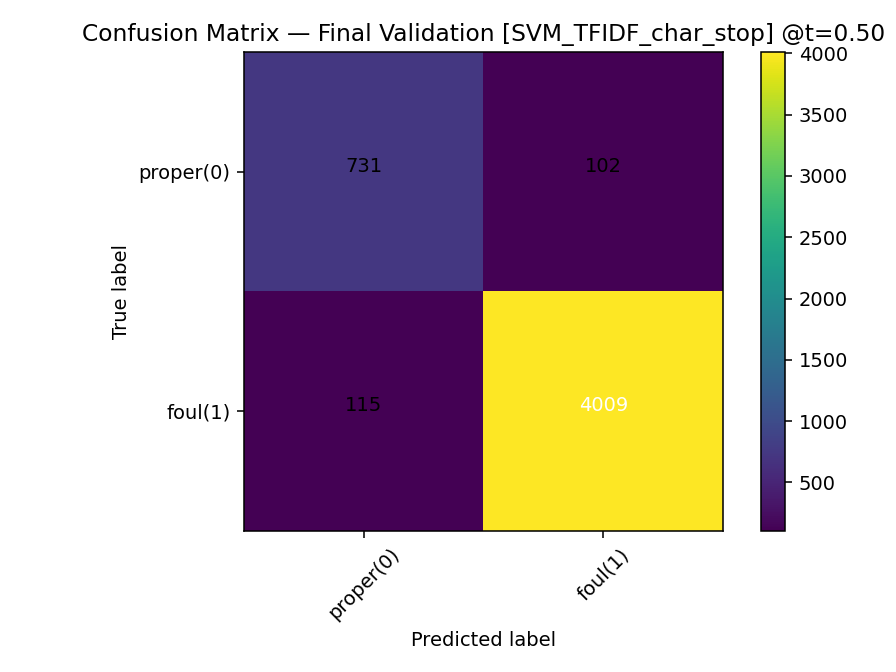 Confusion Matrix — Final Validation [SVM_TFIDF_char_stop] @t=0.50
4000
3500
3000
2500
2000
1500
1000
500
True label
proper(0)
731
102
foul(1)
115
4009
proper(0)
foul(1)
Predicted label